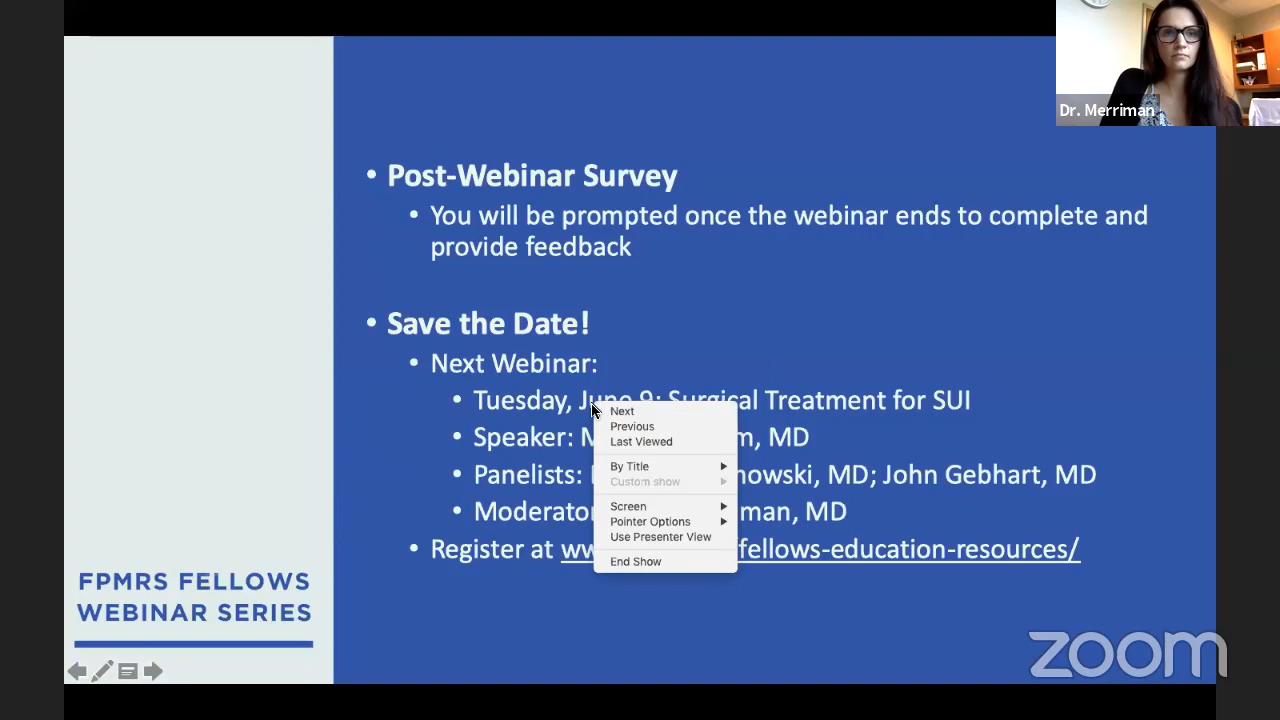 Dr. Merriman
• Post-Webinar Survey
• You will be prompted once the webinar ends to complete and
provide feedback
• Save the Date!
• Next Webinar:
• Tuesday, June 9: Surgical Treatment for SUI
• Speaker: MD
• Panelists: MD; John Gebhart, MD
• Moderator MD
• Register at fellows-education-resources/
Next
Previous
Last Viewed
By Title
Custom show
Screen
Pointer Options
Use Presenter View
End Show
FPMRS FELLOWS
WEBINAR SERIES
zoom